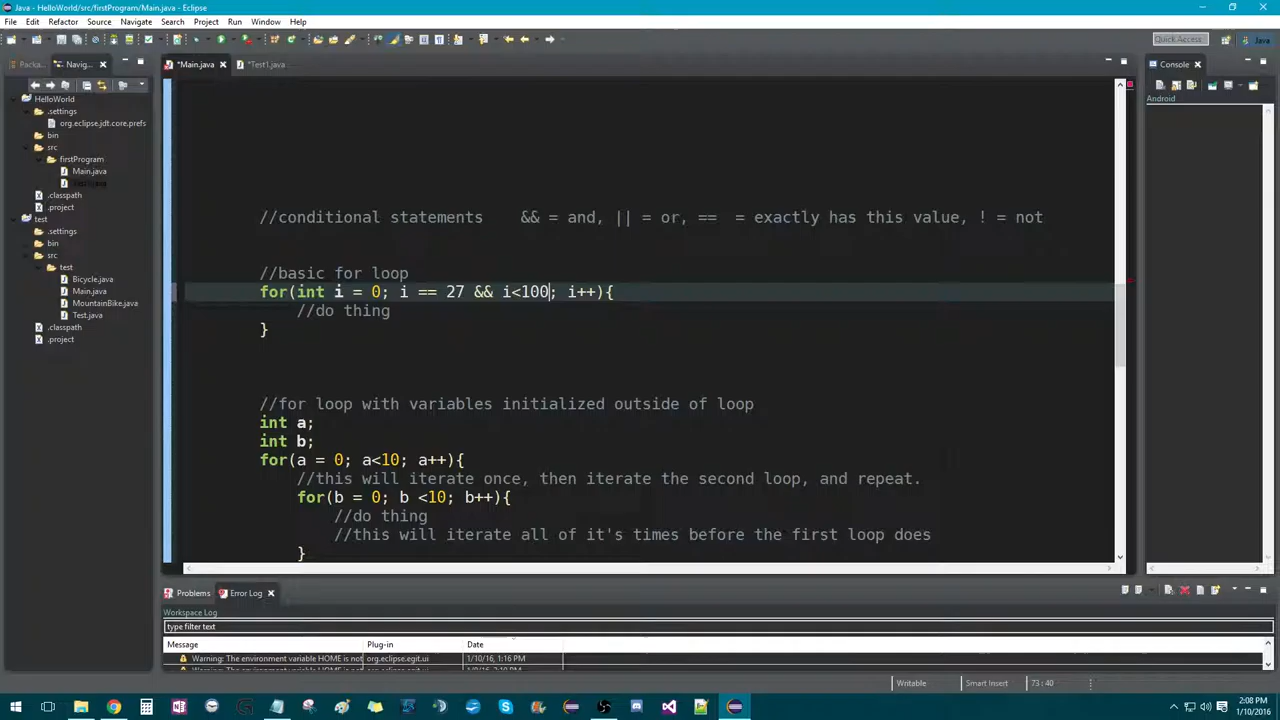 Java - HelloWorld/src/firstProgram/Main.java - Eclipse
File Edit Refactor Source Navigate Search Project Run Window Help
Quick Access
Java
Packa...
Navig...
*Main.java
*Test1.java
Console
Android
HelloWorld
.settings
org.eclipse.jdt.core.prefs
bin
src
firstProgram
Main.java
.classpath
.project
test
.settings
bin
src
test
Bicycle.java
Main.java
MountainBike.java
Test.java
.classpath
.project
//conditional statements    && = and, || = or, ==  = exactly has this value, ! = not
//basic for loop
for(int i = 0; i == 27 && i<100; i++){
//do thing
}
//for loop with variables initialized outside of loop
int a;
int b;
for(a = 0; a<10; a++){
//this will iterate once, then iterate the second loop, and repeat.
for(b = 0; b <10; b++){
//do thing
//this will iterate all of it's times before the first loop does
}
Problems
Error Log
Workspace Log
type filter text
Message Plug-in Date
Warning: The environment variable HOME is not org.eclipse.egit.ui 1/10/16, 1:16 PM
Writable
Smart Insert
73 : 40
2:08 PM
1/10/2016